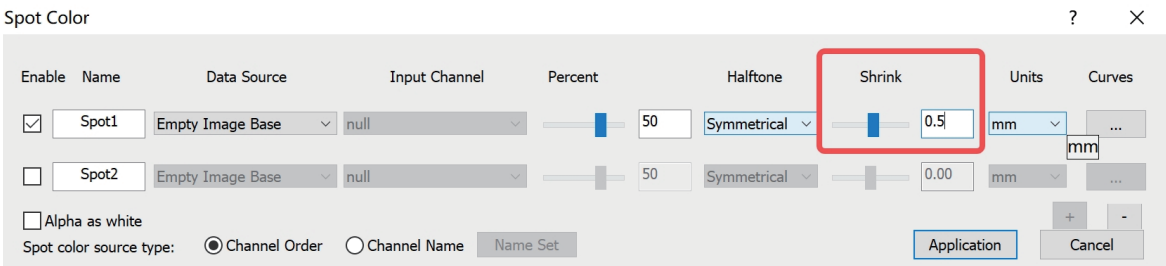 Spot Color ?
Enable Name Data Source Input Channel Percent Halftone Shrink Units Curves
Spot1 Empty Image Base null 50 Symmetrical 0.5 mm ...
mm
Spot2 Empty Image Base null 50 Symmetrical 0.00 mm ...
Alpha as white + -
Spot color source type: Channel Order Channel Name Name Set Application Cancel